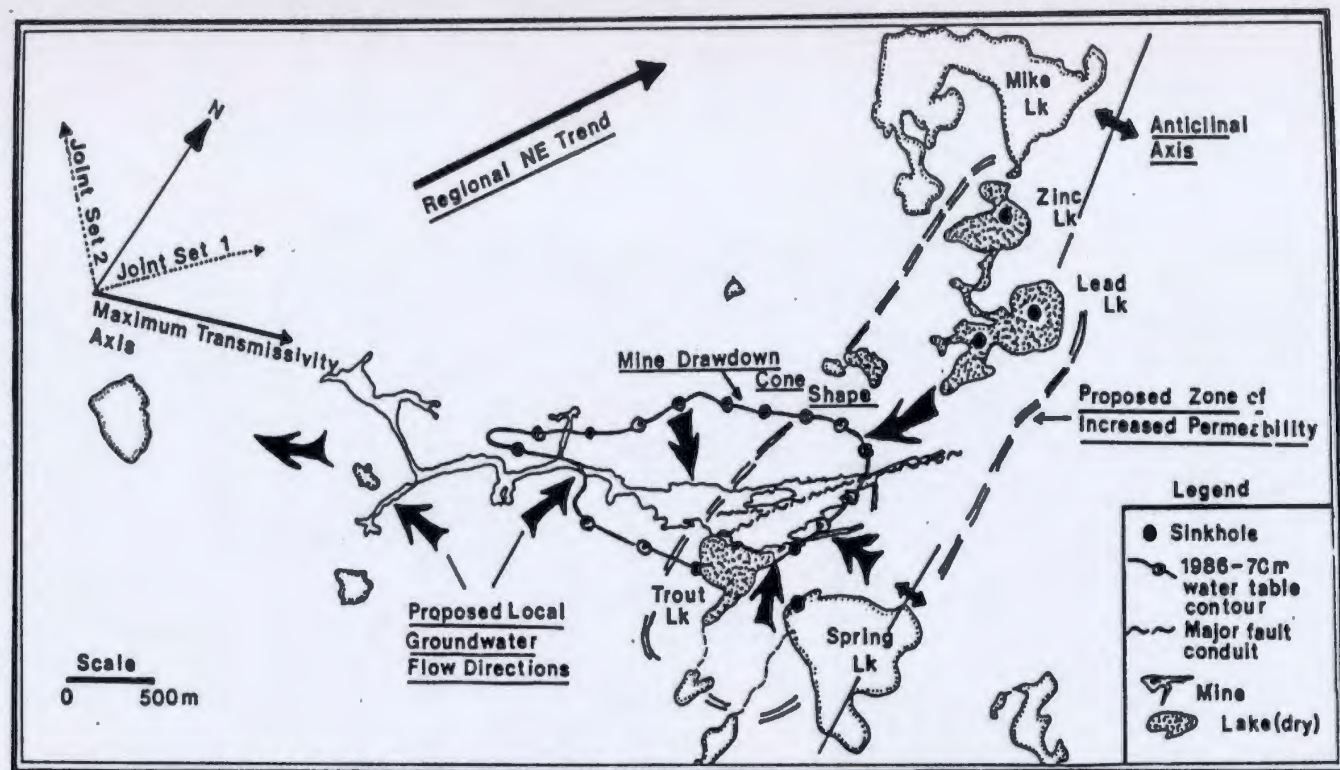 N
Joint Set 2
Joint Set 1
Maximum Transmissivity
Axis
Regional NE Trend
Mike
Lk
Anticlinal
Axis
Zinc
Lk
Lead
Lk
Mine Drawdown
Cone
Shape
Proposed Zone of
Increased Permeability
Trout
Lk
Spring
Lk
Proposed Local
Groundwater
Flow Directions
Scale
0 500m
Legend
Sinkhole
1986-70m
water table
contour
Major fault
conduit
Mine
Lake(dry)